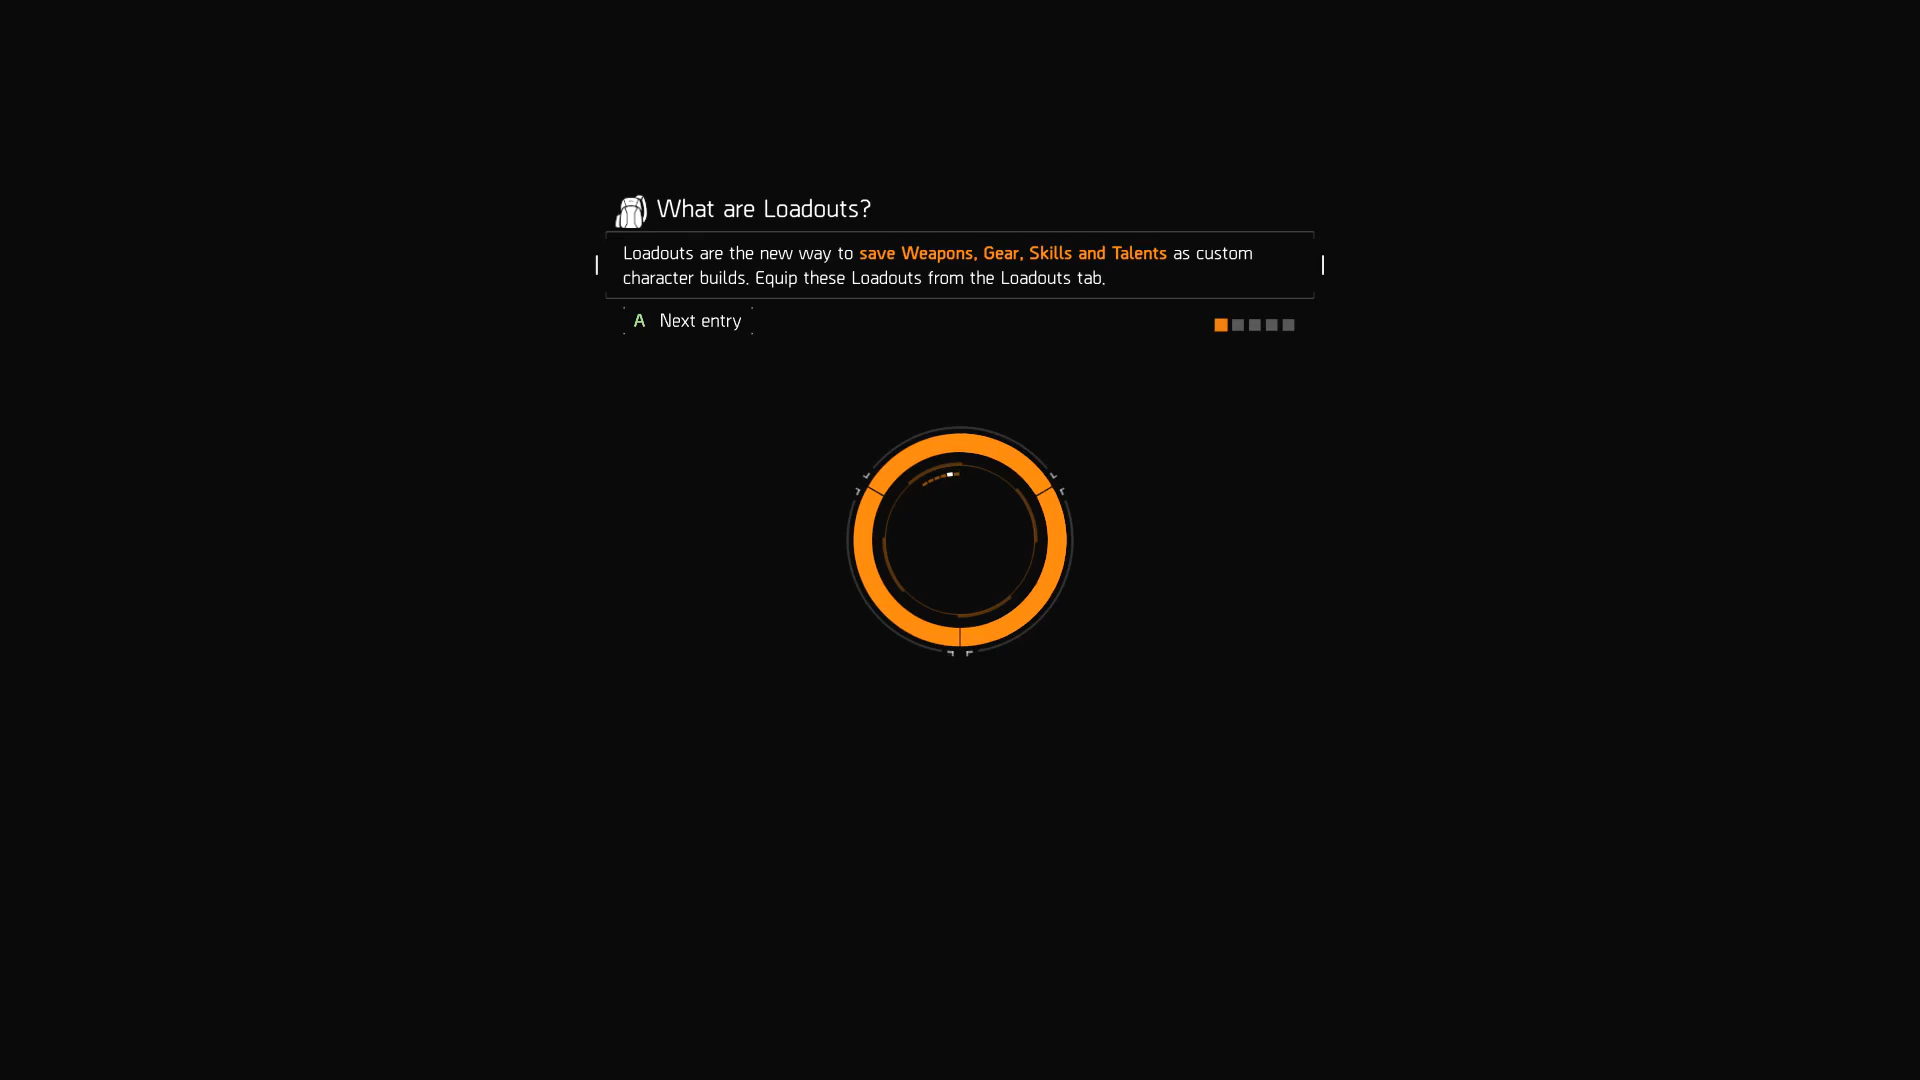 What are Loadouts?
Loadouts are the new way to save Weapons, Gear, Skills and Talents as custom
character builds. Equip these Loadouts from the Loadouts tab.
A Next entry